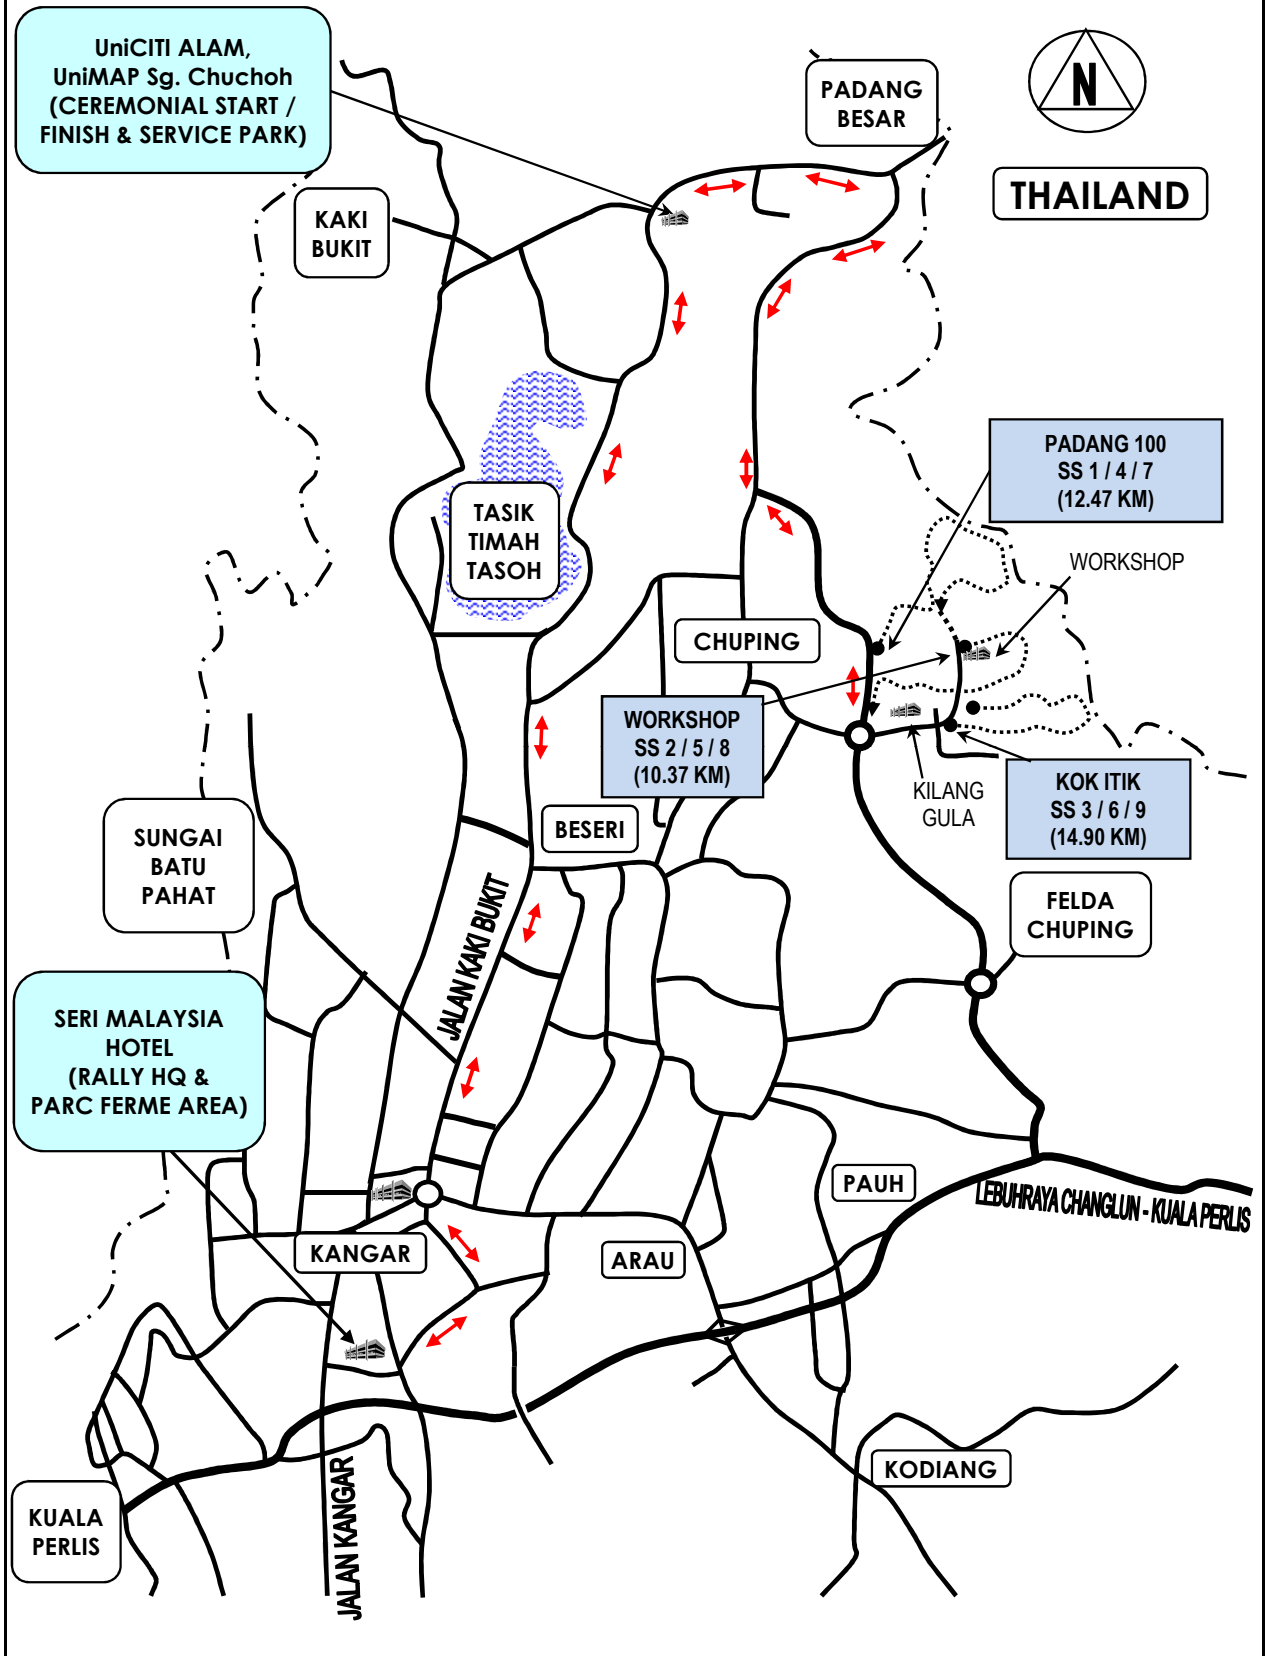 UniCITI ALAM,
UniMAP Sg. Chuchoh
(CEREMONIAL START /
FINISH & SERVICE PARK)
PADANG
BESAR
N
THAILAND
KAKI
BUKIT
PADANG 100
SS 1 / 4 / 7
(12.47 KM)
TASIK
TIMAH
TASOH
WORKSHOP
CHUPING
WORKSHOP
SS 2 / 5 / 8
(10.37 KM)
KILANG
GULA
KOK ITIK
SS 3 / 6 / 9
(14.90 KM)
BESERI
SUNGAI
BATU
PAHAT
JALAN KAKI BUKIT
FELDA
CHUPING
SERI MALAYSIA
HOTEL
(RALLY HQ &
PARC FERME AREA)
PAUH
LEBUHRAYA CHANGLUN - KUALA PERLIS
KANGAR
ARAU
KODIANG
JALAN KANGAR
KUALA
PERLIS